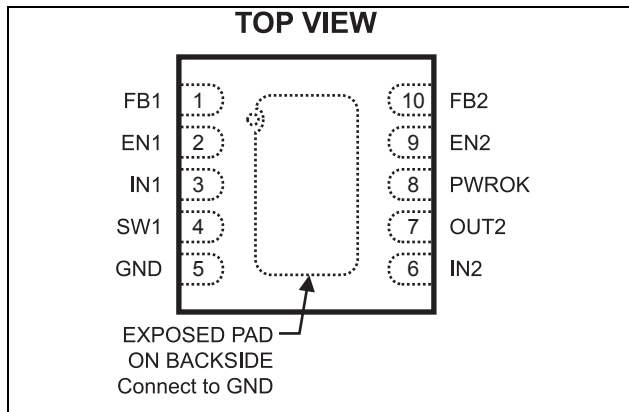 TOP VIEW
FB1 1 10 FB2
EN1 2 9 EN2
IN1 3 8 PWROK
SW1 4 7 OUT2
GND 5 6 IN2
EXPOSED PAD
ON BACKSIDE
Connect to GND